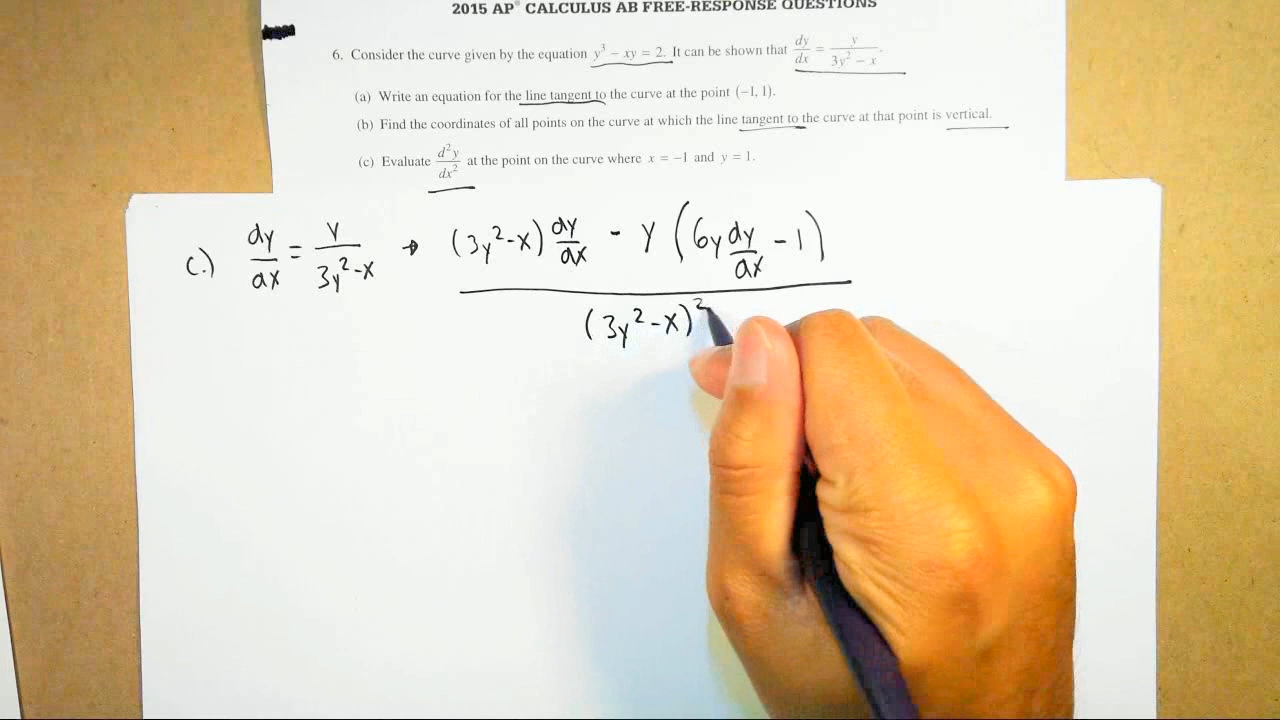 2015 AP® CALCULUS AB FREE-RESPONSE QUESTIONS
6. Consider the curve given by the equation y³ − xy = 2. It can be shown that dy/dx = y/(3y² − x).
(a) Write an equation for the line tangent to the curve at the point (−1, 1).
(b) Find the coordinates of all points on the curve at which the line tangent to the curve at that point is vertical.
(c) Evaluate d²y/dx² at the point on the curve where x = −1 and y = 1.
c.) dy/dx = y/(3y²-x) → ((3y²-x) dy/dx - y (6y dy/dx - 1))/(3y²-x)²